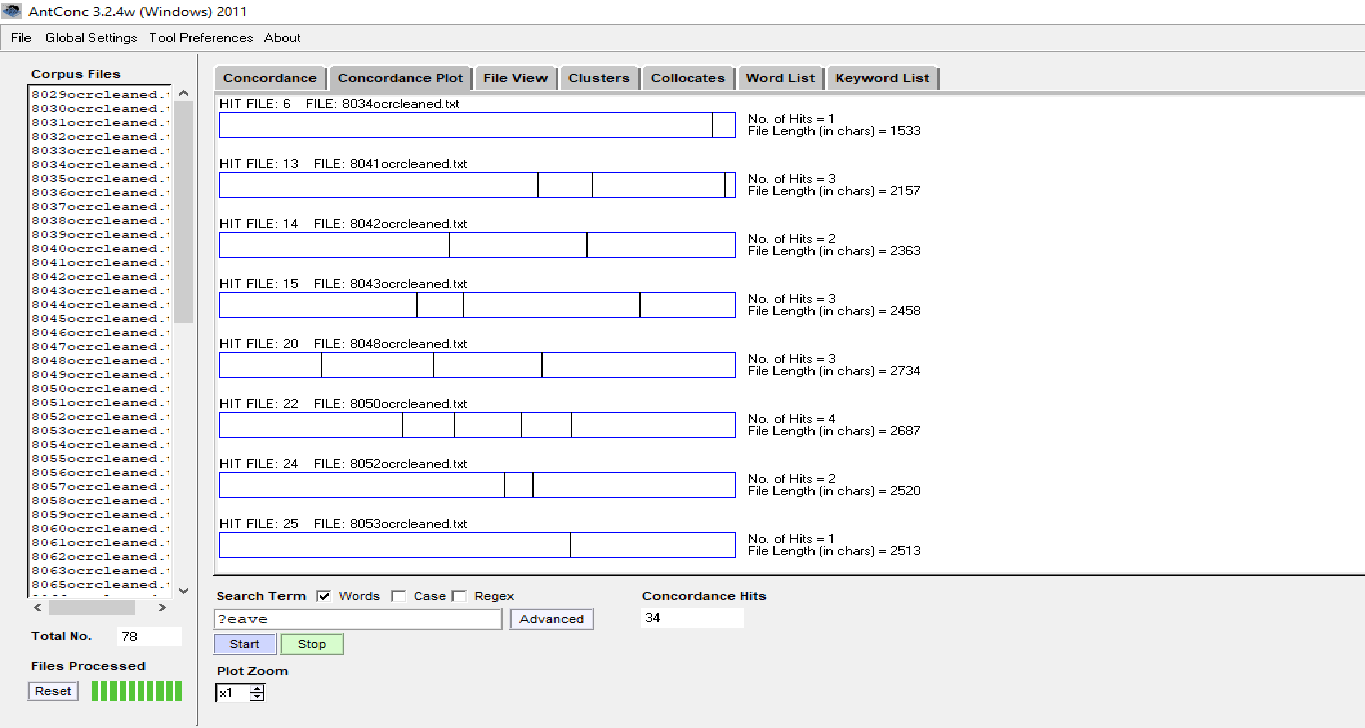 AntConc 3.2.4w (Windows) 2011
File Global Settings Tool Preferences About
Corpus Files
8029ocrcleaned.
8030ocrcleaned.
8031ocrcleaned.
8032ocrcleaned.
8033ocrcleaned.
8034ocrcleaned.
8035ocrcleaned.
8036ocrcleaned.
8037ocrcleaned.
8038ocrcleaned.
8039ocrcleaned.
8040ocrcleaned.
8041ocrcleaned.
8042ocrcleaned.
8043ocrcleaned.
8044ocrcleaned.
8045ocrcleaned.
8046ocrcleaned.
8047ocrcleaned.
8048ocrcleaned.
8049ocrcleaned.
8050ocrcleaned.
8051ocrcleaned.
8052ocrcleaned.
8053ocrcleaned.
8054ocrcleaned.
8055ocrcleaned.
8056ocrcleaned.
8057ocrcleaned.
8058ocrcleaned.
8059ocrcleaned.
8060ocrcleaned.
8061ocrcleaned.
8062ocrcleaned.
8063ocrcleaned.
8065ocrcleaned.
Total No. 78
Files Processed
Reset
Concordance Concordance Plot File View Clusters Collocates Word List Keyword List
HIT FILE: 6 FILE: 8034ocrcleaned.txt
No. of Hits = 1
File Length (in chars) = 1533
HIT FILE: 13 FILE: 8041ocrcleaned.txt
No. of Hits = 3
File Length (in chars) = 2157
HIT FILE: 14 FILE: 8042ocrcleaned.txt
No. of Hits = 2
File Length (in chars) = 2363
HIT FILE: 15 FILE: 8043ocrcleaned.txt
No. of Hits = 3
File Length (in chars) = 2458
HIT FILE: 20 FILE: 8048ocrcleaned.txt
No. of Hits = 3
File Length (in chars) = 2734
HIT FILE: 22 FILE: 8050ocrcleaned.txt
No. of Hits = 4
File Length (in chars) = 2687
HIT FILE: 24 FILE: 8052ocrcleaned.txt
No. of Hits = 2
File Length (in chars) = 2520
HIT FILE: 25 FILE: 8053ocrcleaned.txt
No. of Hits = 1
File Length (in chars) = 2513
Search Term Words Case Regex
?eave
Advanced
Start Stop
Plot Zoom
x1
Concordance Hits
34